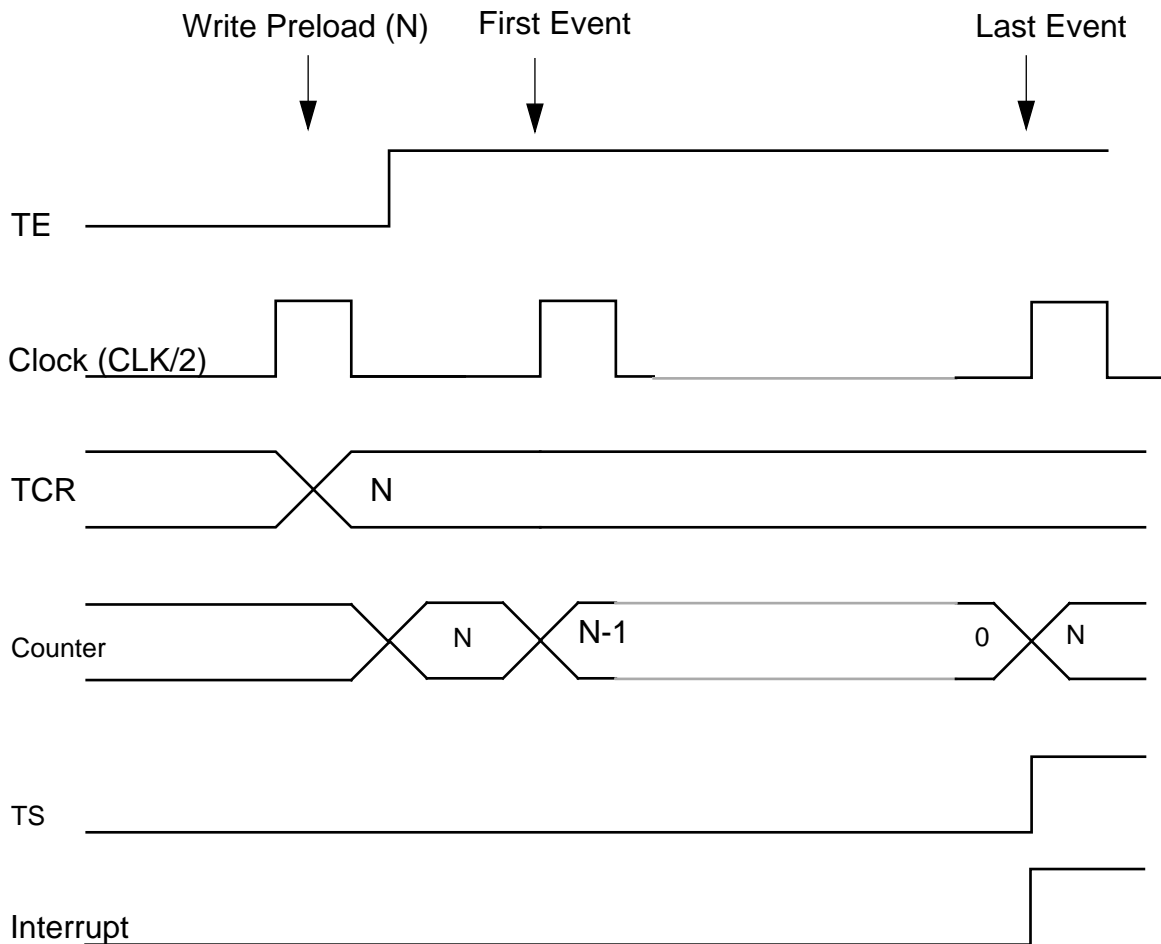 Write Preload (N)
First Event
Last Event
TE
Clock (CLK/2)
TCR
N
Counter
N
N-1
0
N
TS
Interrupt